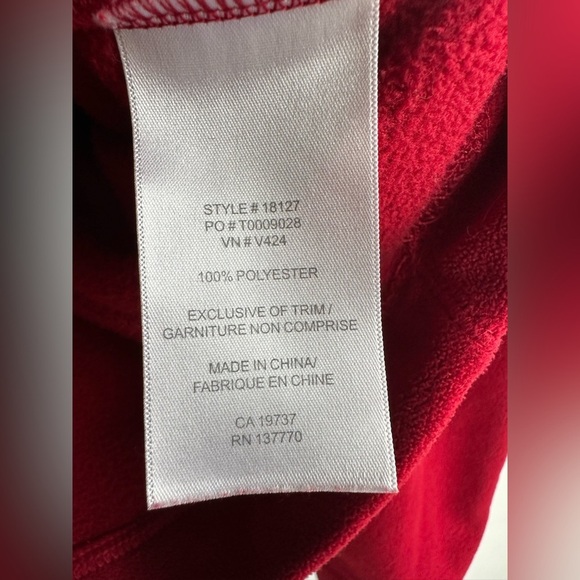 STYLE # 18127
PO # T0009028
VN # V424
100% POLYESTER
EXCLUSIVE OF TRIM /
GARNITURE NON COMPRISE
MADE IN CHINA/
FABRIQUE EN CHINE
CA 19737
RN 137770